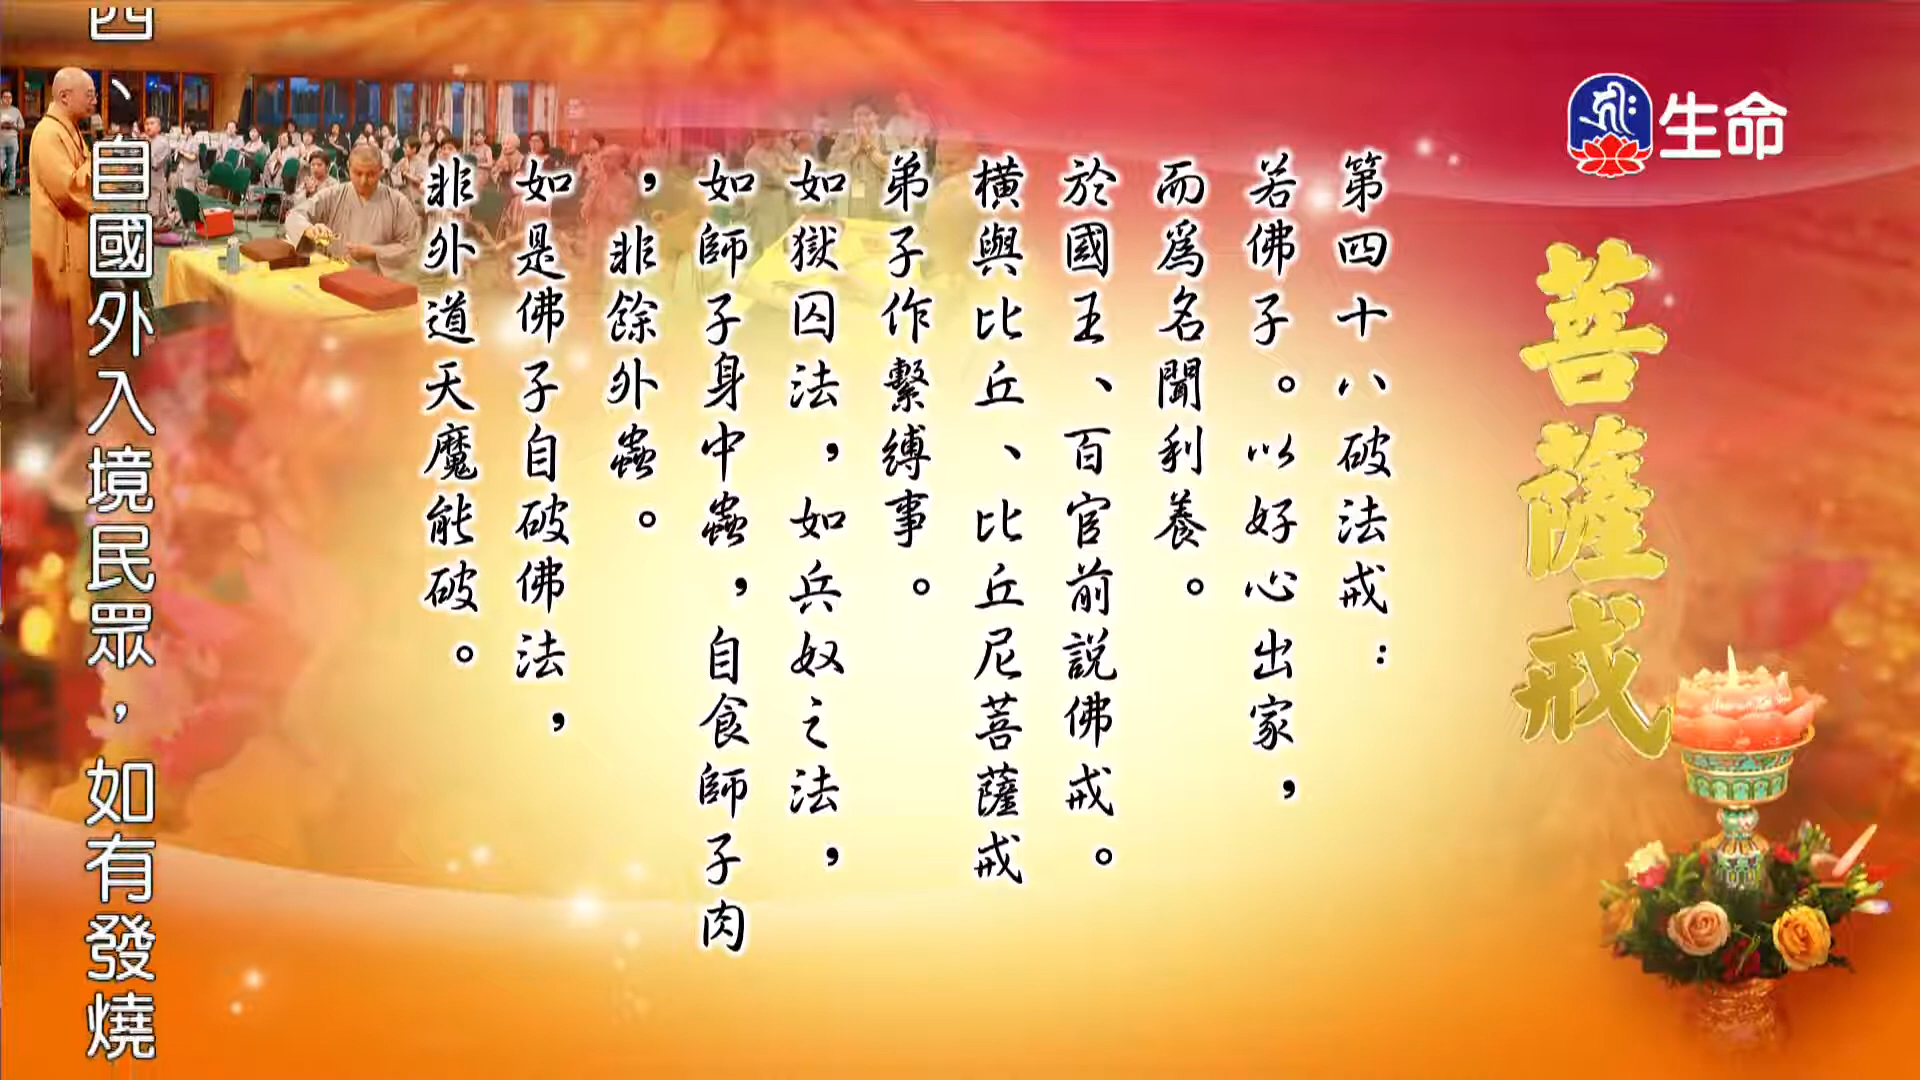 生命
菩薩戒
第四十八破法戒：
若佛子。以好心出家，
而為名聞利養。
於國王、百官前説佛戒。
橫與比丘、比丘尼菩薩戒
弟子作繫縛事。
如獄囚法，如兵奴之法，
如師子身中蟲，自食師子肉
，非餘外蟲。
如是佛子自破佛法，
非外道天魔能破。
四、自國外入境民眾，如有發燒